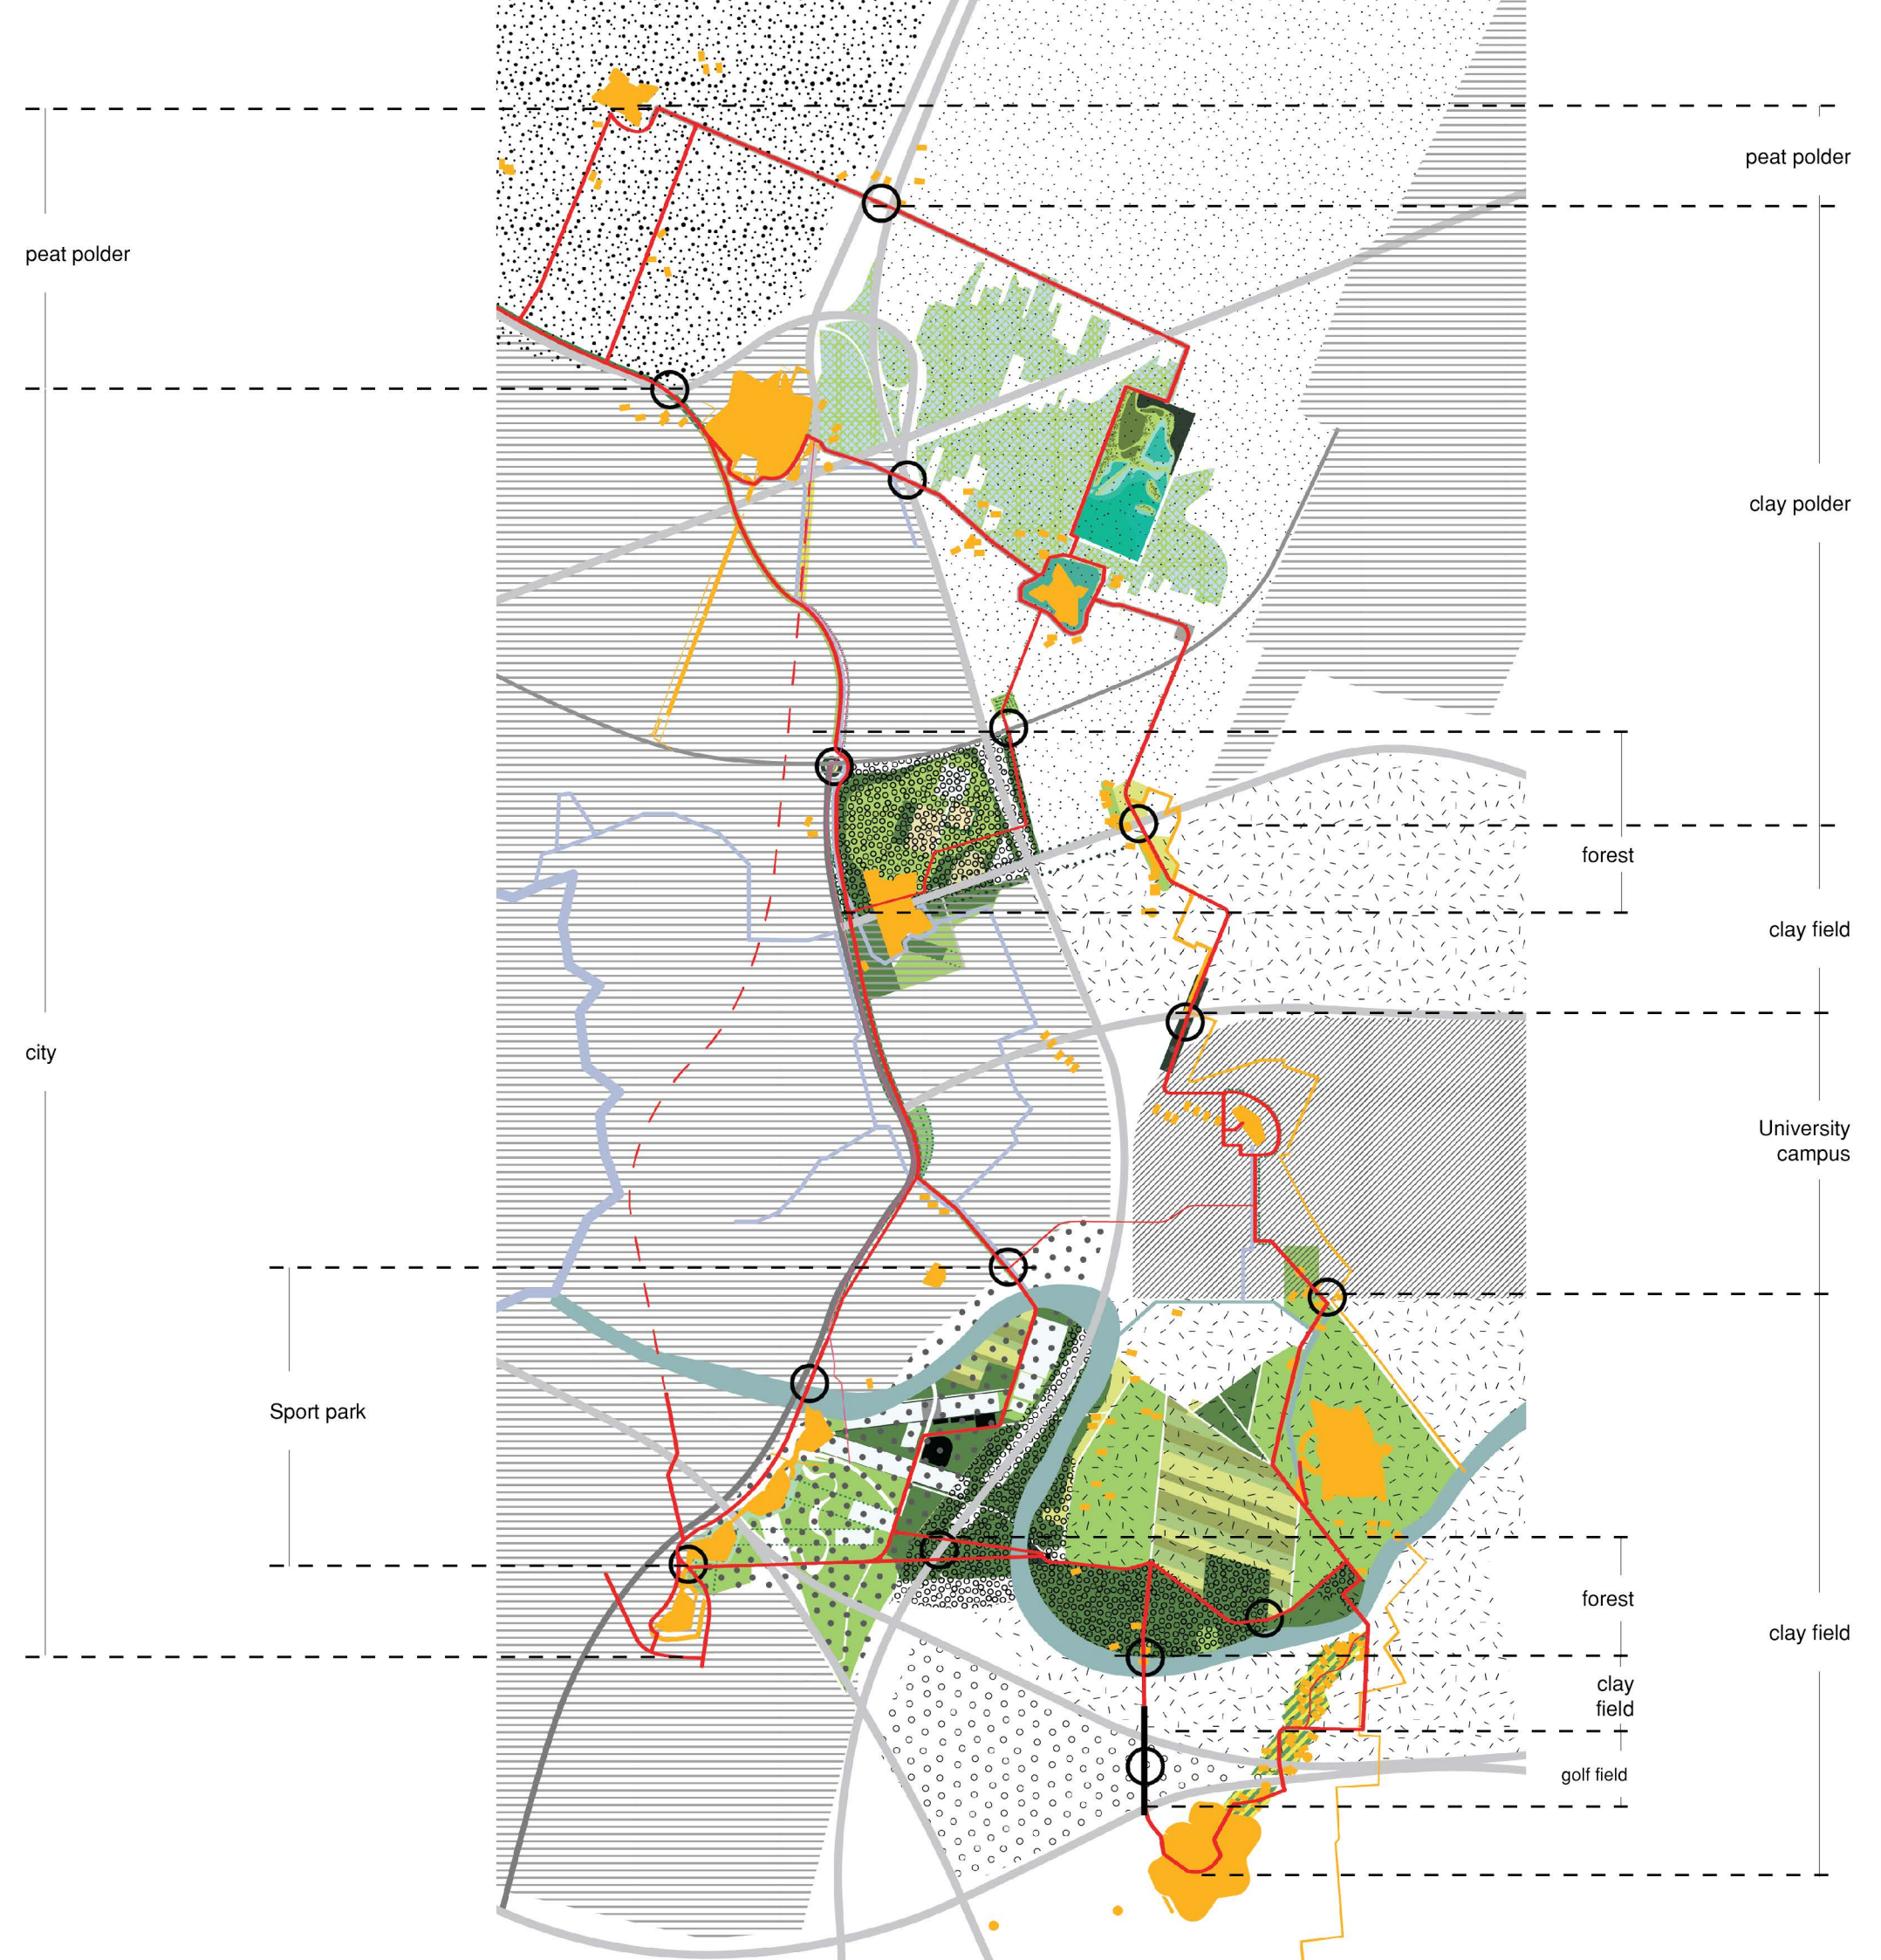 peat polder
peat polder
clay polder
forest
clay field
city
University
campus
Sport park
forest
clay field
clay
field
golf field